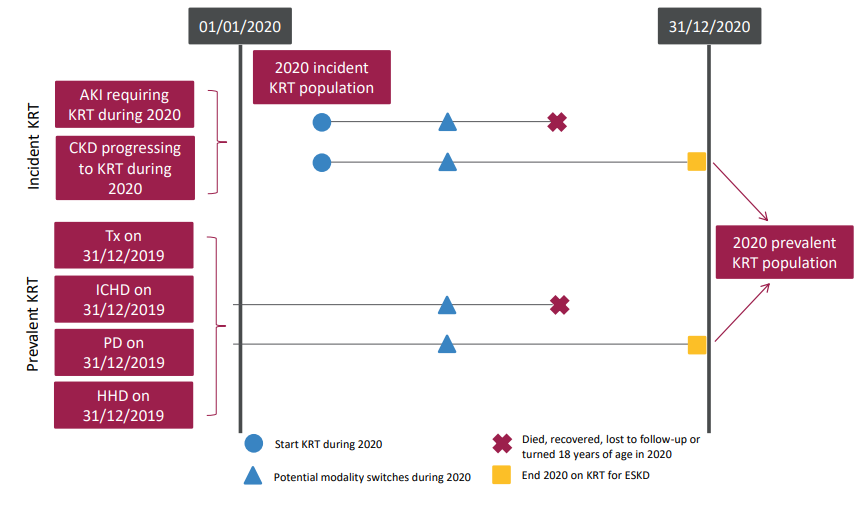 01/01/2020
31/12/2020
2020 incident
KRT population
Incident KRT
AKI requiring
KRT during 2020
CKD progressing
to KRT during
2020
Prevalent KRT
Tx on
31/12/2019
ICHD on
31/12/2019
PD on
31/12/2019
HHD on
31/12/2019
2020 prevalent
KRT population
Start KRT during 2020
Potential modality switches during 2020
Died, recovered, lost to follow-up or
turned 18 years of age in 2020
End 2020 on KRT for ESKD